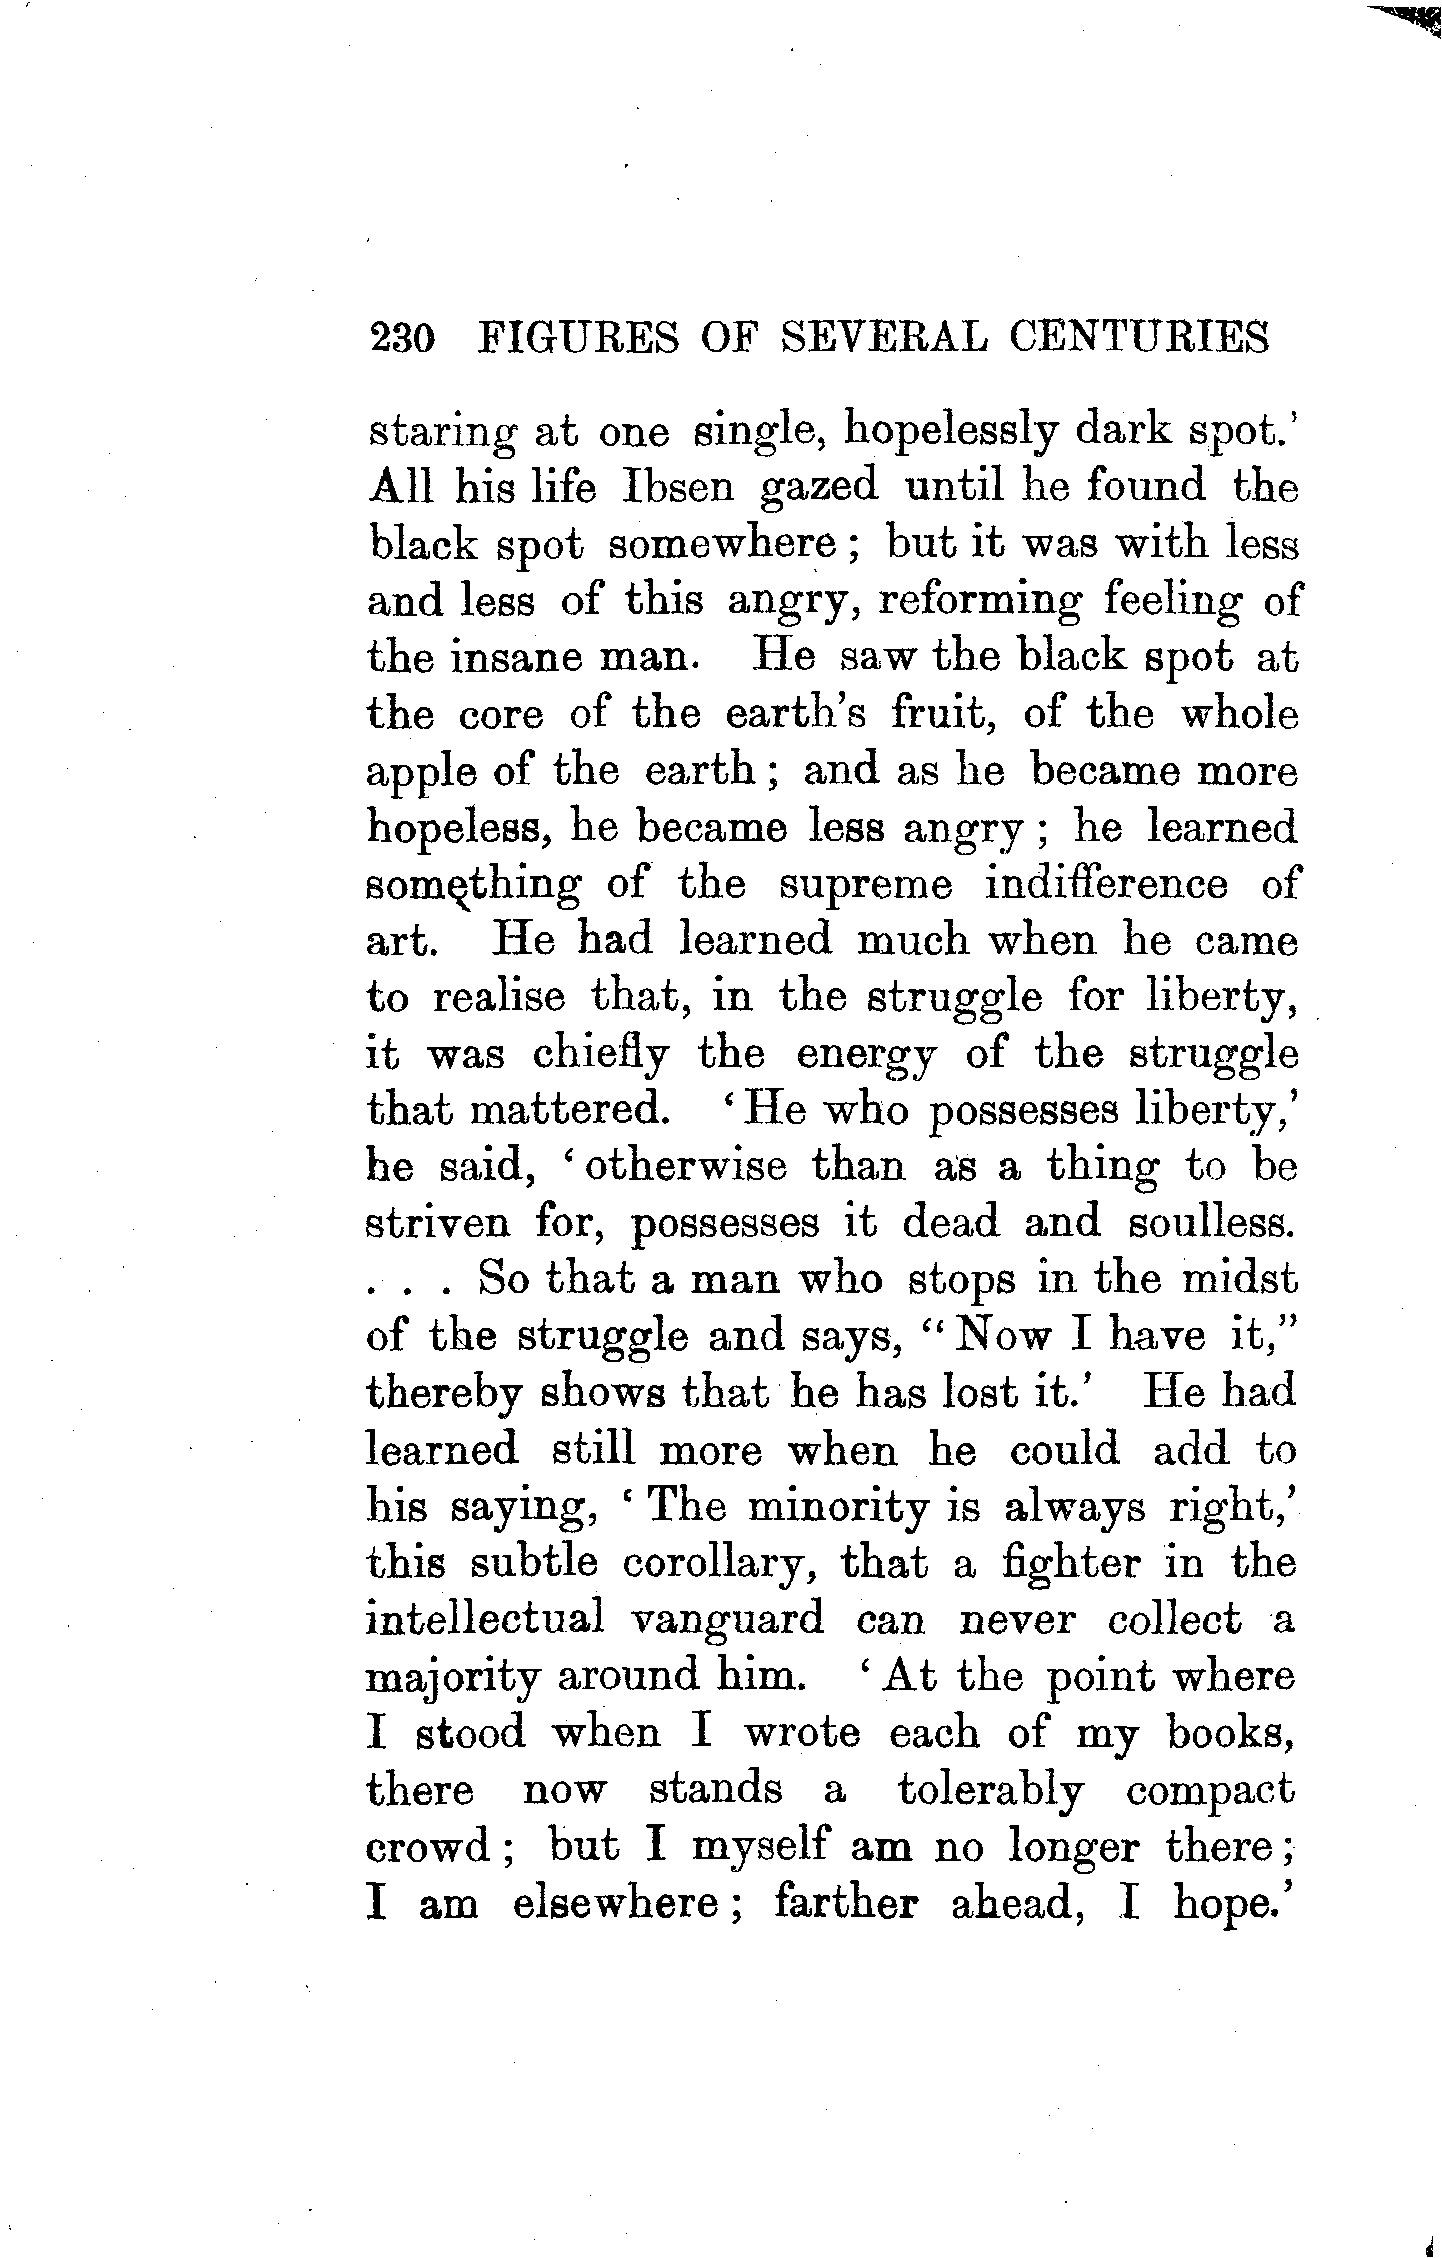 230 FIGURES OF SEVERAL CENTURIES
staring at one single, hopelessly dark spot.'
All his life Ibsen gazed until he found the
black spot somewhere ; but it was with less
and less of this angry, reforming feeling of
the insane man. He saw the black spot at
the core of the earth's fruit, of the whole
apple of the earth ; and as he became more
hopeless, he became less angry ; he learned
something of the supreme indifference of
art. He had learned much when he came
to realise that, in the struggle for liberty,
it was chiefly the energy of the struggle
that mattered. ' He who possesses liberty,'
he said, ' otherwise than as a thing to be
striven for, possesses it dead and soulless.
. . . So that a man who stops in the midst
of the struggle and says, " Now I have it,"
thereby shows that he has lost it.' He had
learned still more when he could add to
his saying, ' The minority is always right,'
this subtle corollary, that a fighter in the
intellectual vanguard can never collect a
majority around him. ' At the point where
I stood when I wrote each of my books,
there now stands a tolerably compact
crowd ; but I myself am no longer there ;
I am elsewhere ; farther ahead, I hope.'